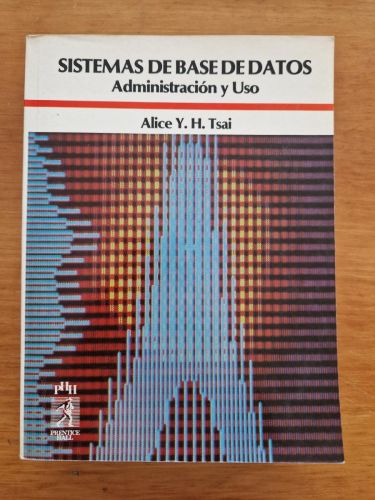 SISTEMAS DE BASE DE DATOS
Administración y Uso
Alice Y. H. Tsai
PHH
PRENTICE
HALL